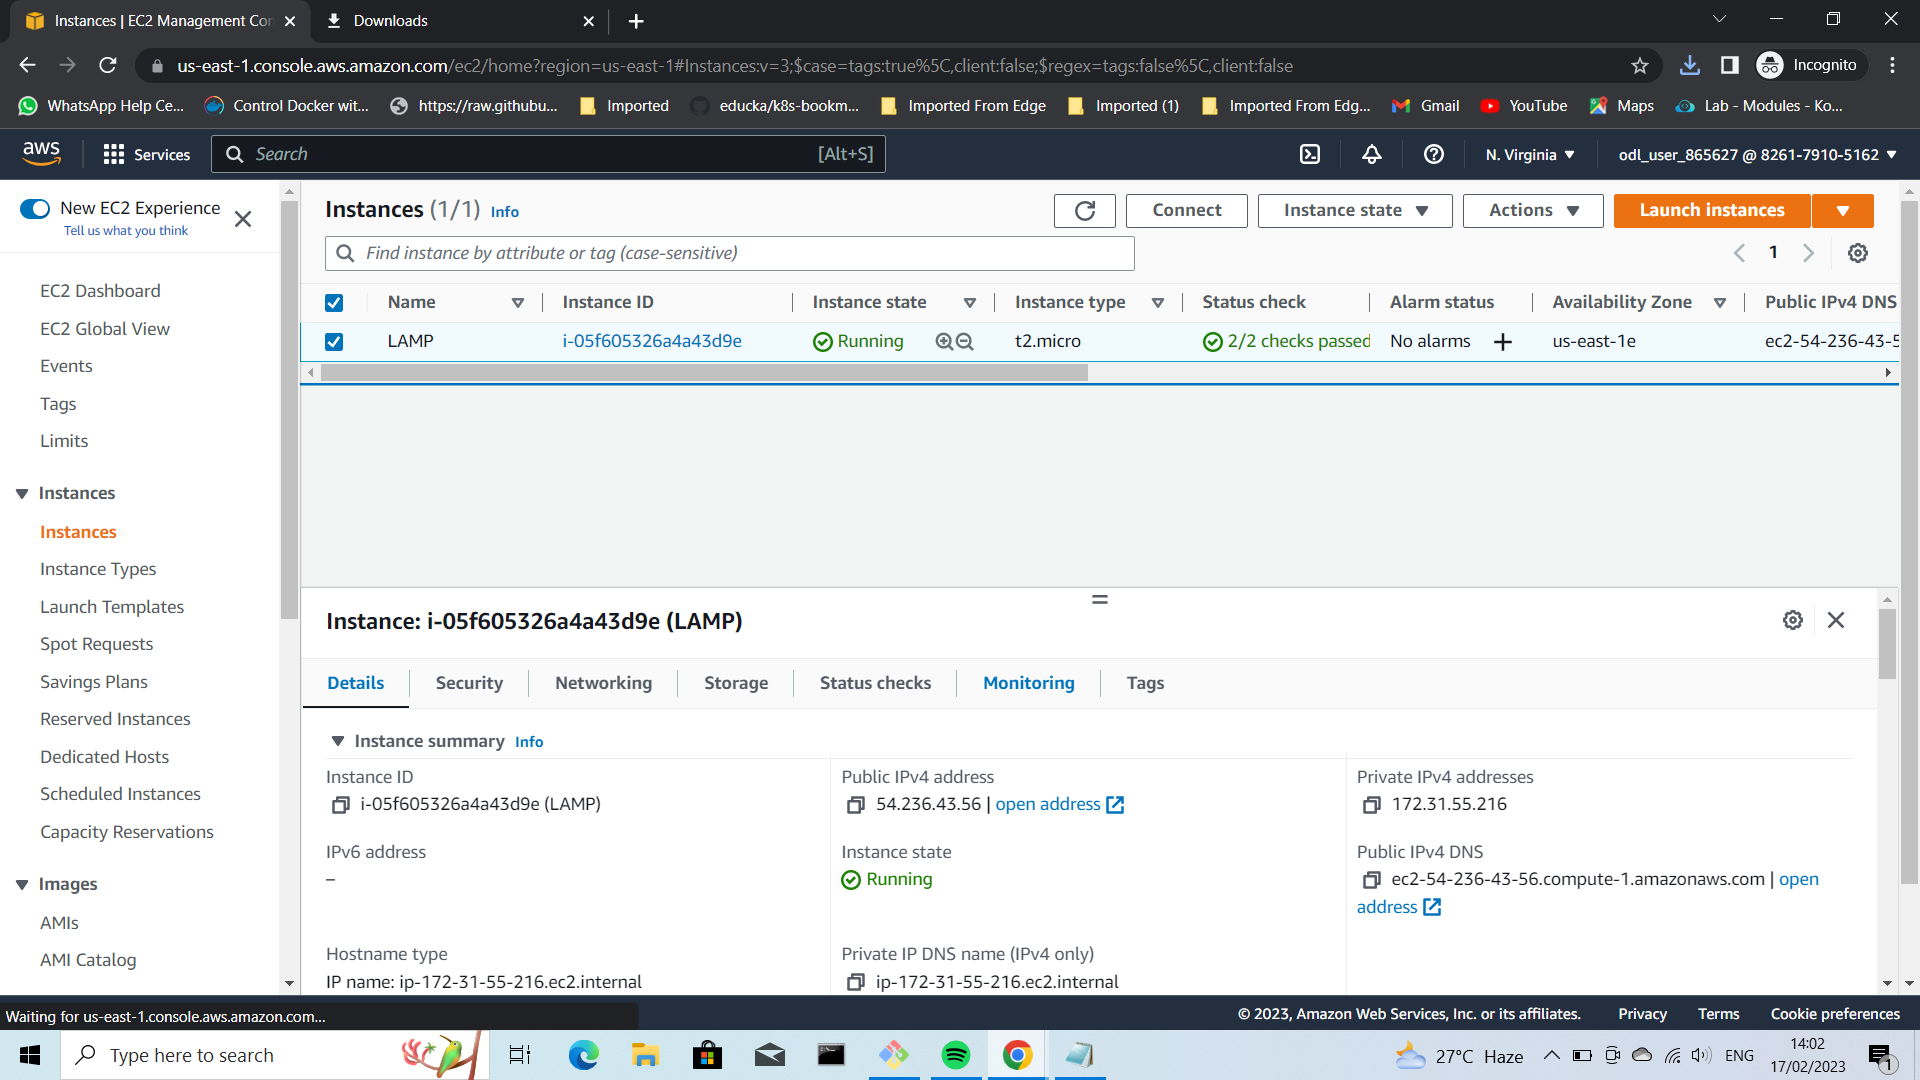 Instances | EC2 Management Con
Downloads
us-east-1.console.aws.amazon.com/ec2/home?region=us-east-1#Instances:v=3;$case=tags:true%5C,client:false;$regex=tags:false%5C,client:false
Incognito
WhatsApp Help Ce...
Control Docker wit...
https://raw.githubu...
Imported
educka/k8s-bookm...
Imported From Edge
Imported (1)
Imported From Edg...
Gmail
YouTube
Maps
Lab - Modules - Ko...
aws
Services
Search
[Alt+S]
N. Virginia
odl_user_865627 @ 8261-7910-5162
New EC2 Experience
Tell us what you think
EC2 Dashboard
EC2 Global View
Events
Tags
Limits
Instances
Instances
Instance Types
Launch Templates
Spot Requests
Savings Plans
Reserved Instances
Dedicated Hosts
Scheduled Instances
Capacity Reservations
Images
AMIs
AMI Catalog
Instances (1/1) Info
Connect
Instance state
Actions
Launch instances
Find instance by attribute or tag (case-sensitive)
1
Name Instance ID Instance state Instance type Status check Alarm status Availability Zone Public IPv4 DNS
LAMP i-05f605326a4a43d9e Running t2.micro 2/2 checks passed No alarms + us-east-1e ec2-54-236-43-5
Instance: i-05f605326a4a43d9e (LAMP)
Details Security Networking Storage Status checks Monitoring Tags
Instance summary Info
Instance ID
i-05f605326a4a43d9e (LAMP)
Public IPv4 address
54.236.43.56 | open address
Private IPv4 addresses
172.31.55.216
IPv6 address
–
Instance state
Running
Public IPv4 DNS
ec2-54-236-43-56.compute-1.amazonaws.com | open
address
Hostname type
IP name: ip-172-31-55-216.ec2.internal
Private IP DNS name (IPv4 only)
ip-172-31-55-216.ec2.internal
Waiting for us-east-1.console.aws.amazon.com...
© 2023, Amazon Web Services, Inc. or its affiliates.
Privacy
Terms
Cookie preferences
Type here to search
27°C Haze
ENG
14:02
17/02/2023
1